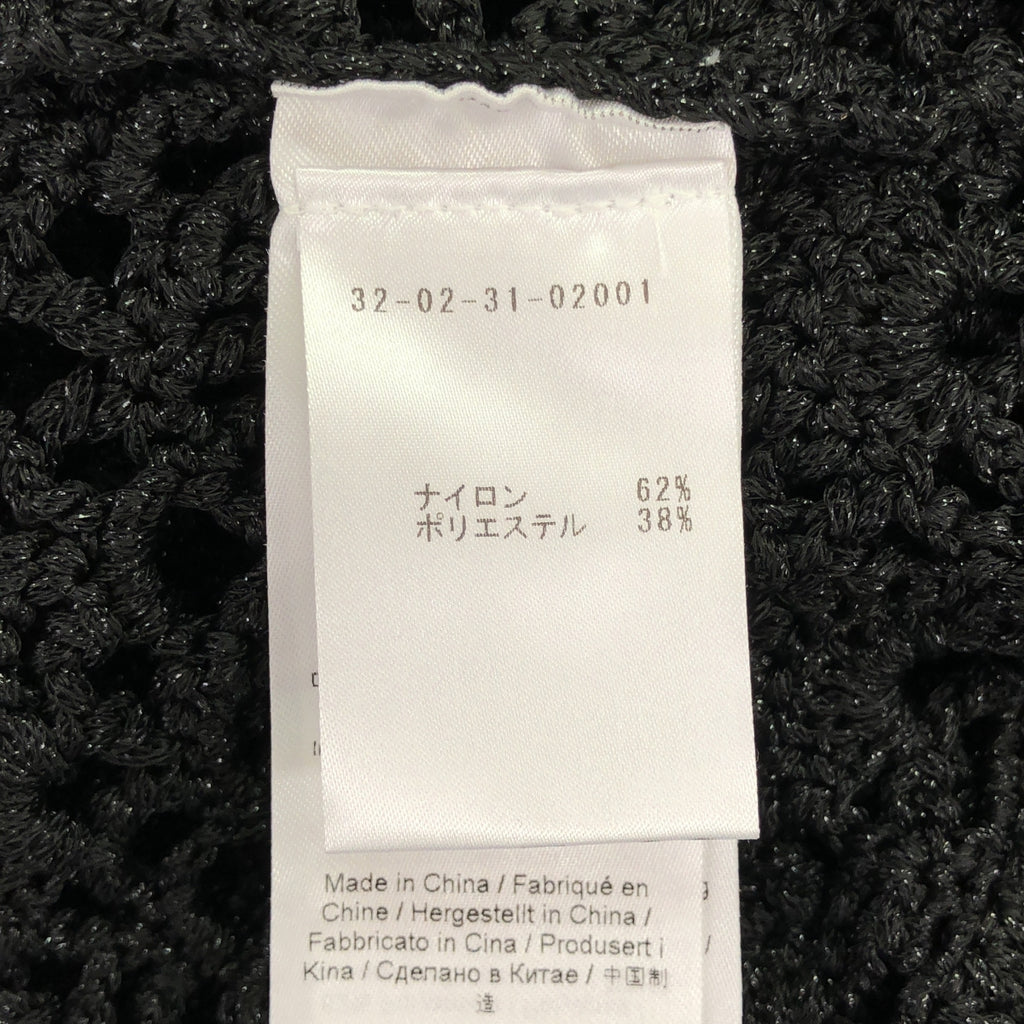 32-02-31-02001
ナイロン 62%
ポリエステル 38%
Made in China / Fabriqué en
Chine / Hergestellt in China /
Fabbricato in Cina / Produsert i
Kina / Сделано в Китае / 中国制
造